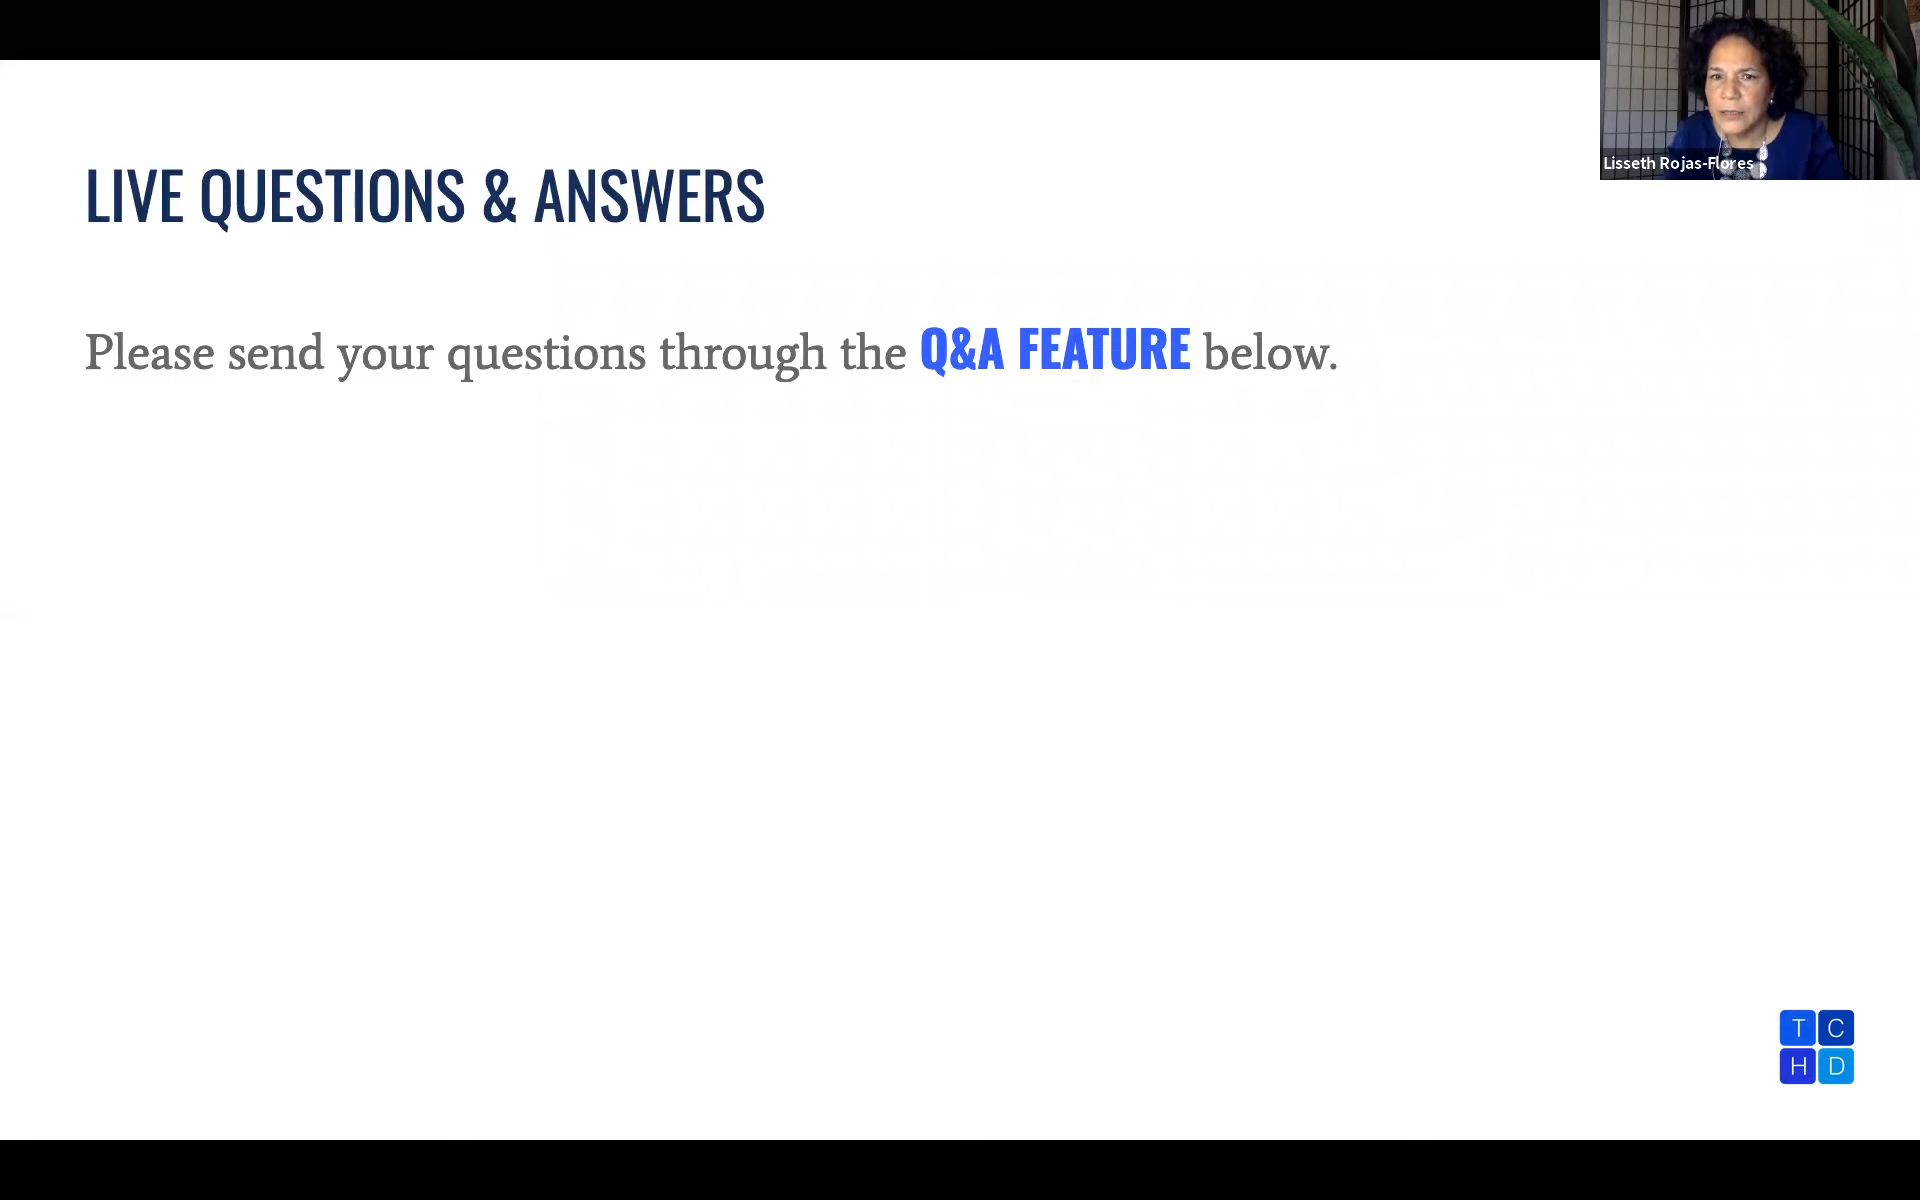 Lisseth Rojas-Flores
LIVE QUESTIONS & ANSWERS
Please send your questions through the Q&A FEATURE below.
T C
H D